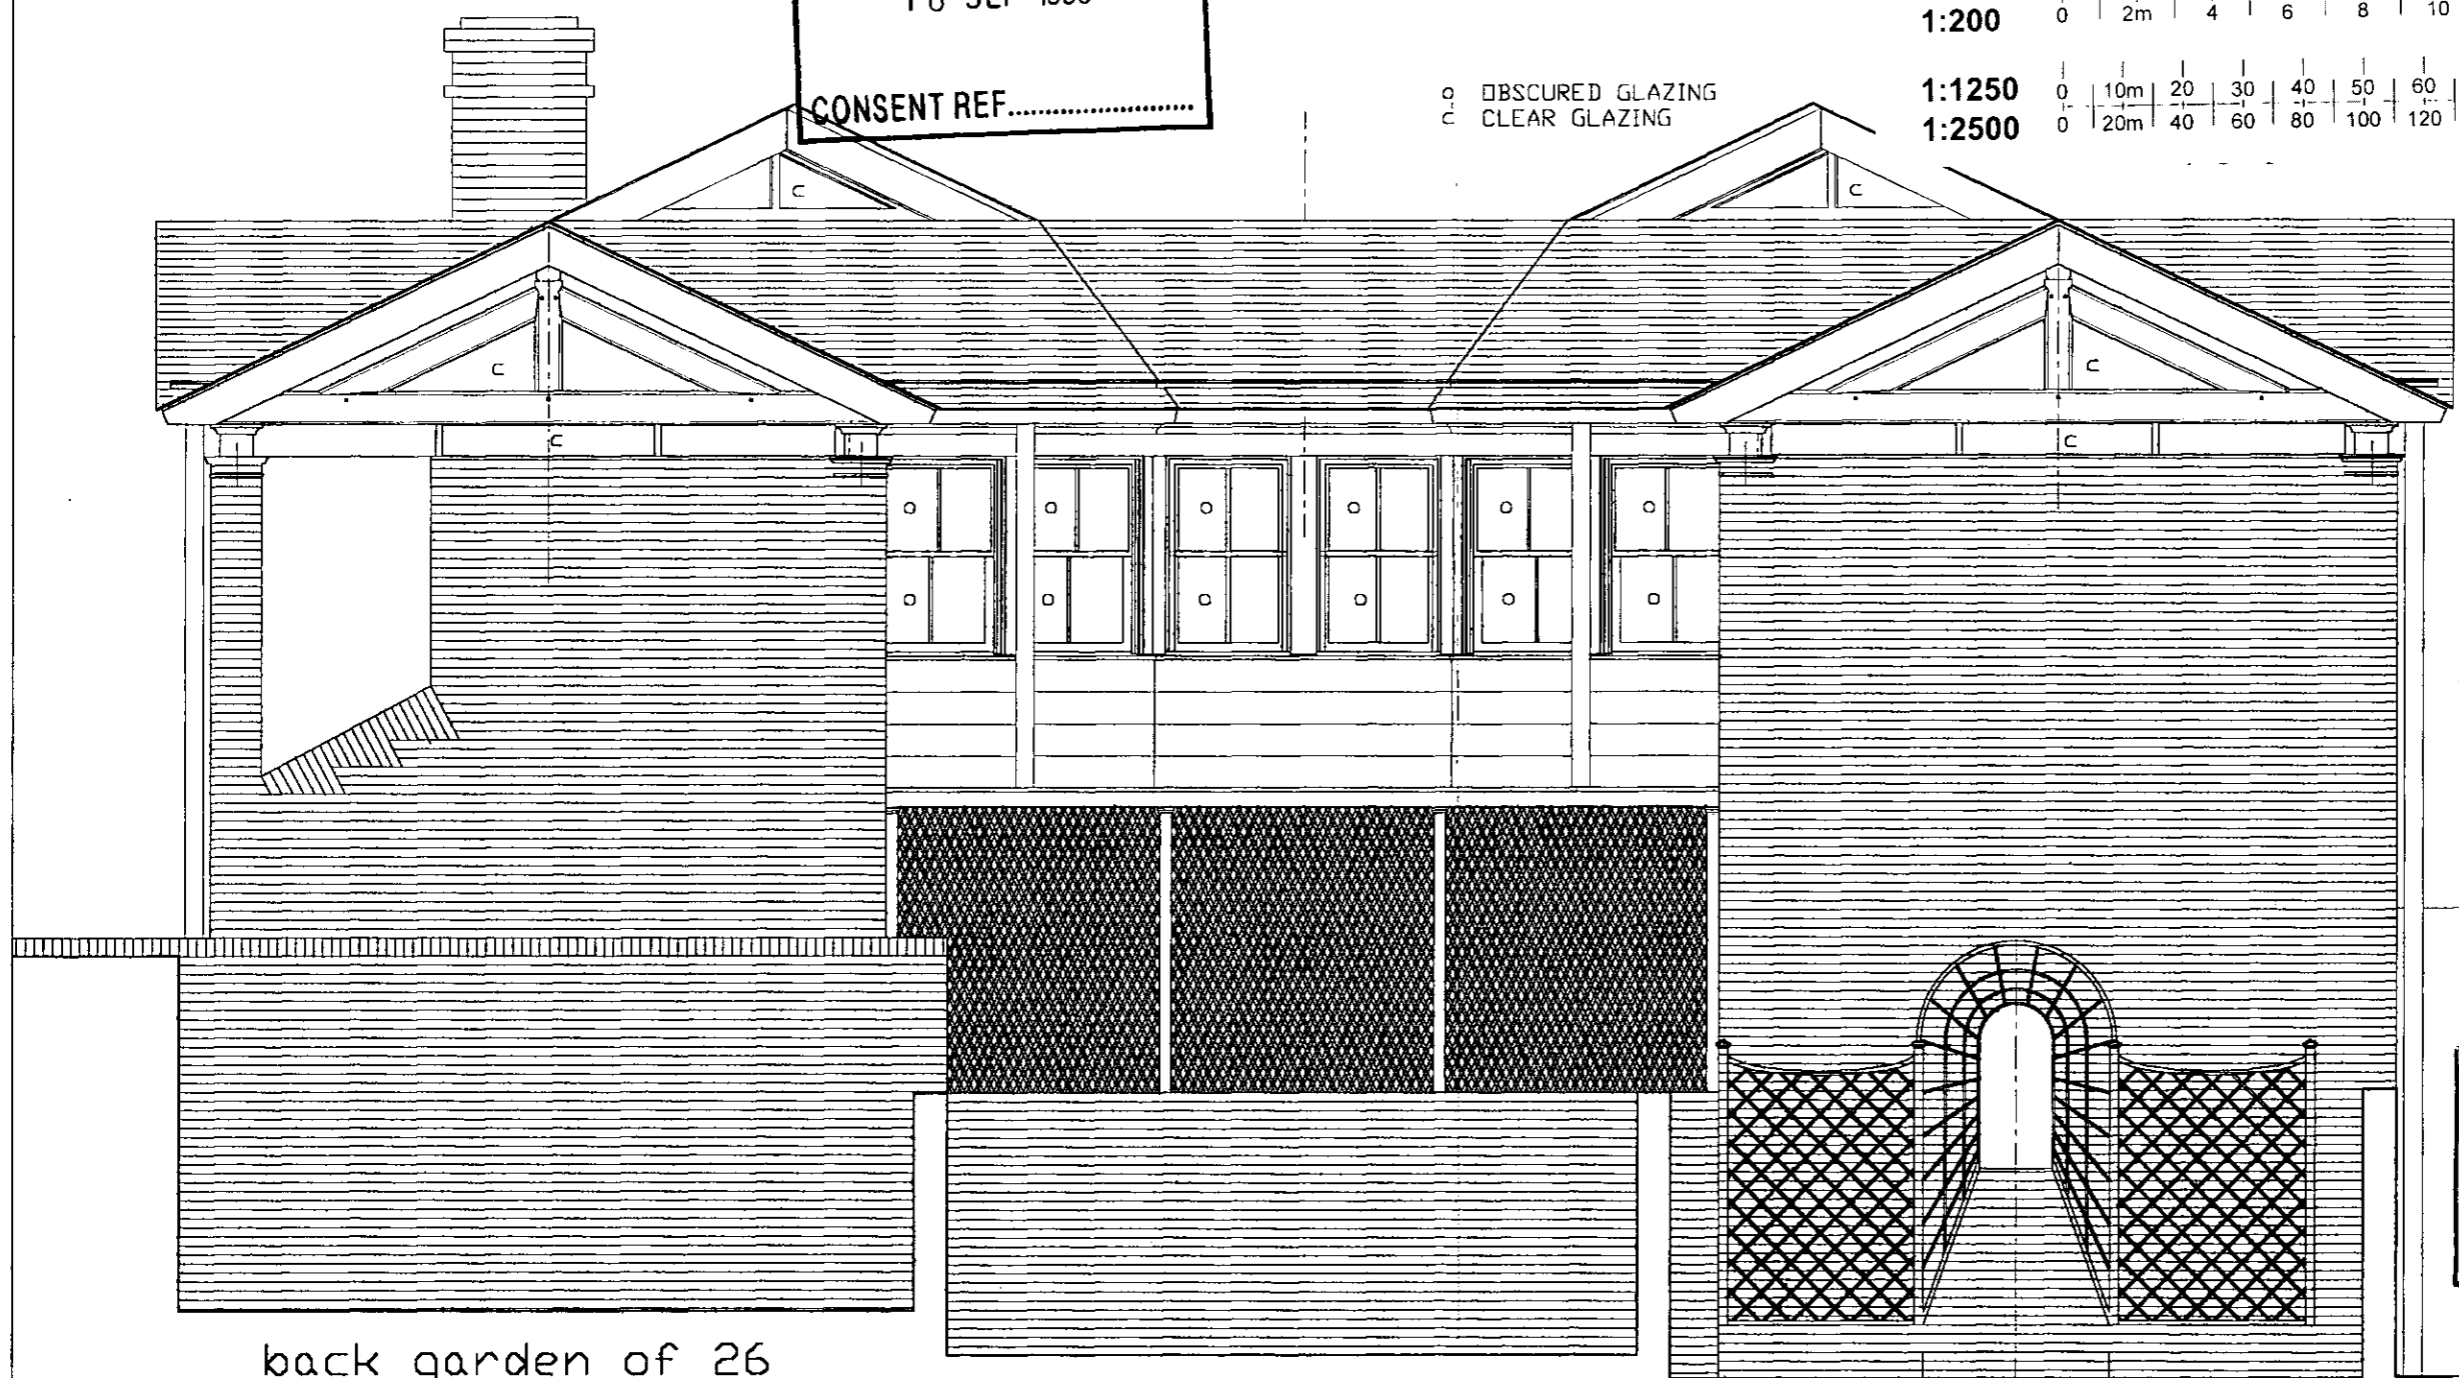 CONSENT REF......................
o OBSCURED GLAZING
c CLEAR GLAZING
1:200 0 2m 4 6 8 10
1:1250 0 10m 20 30 40 50 60
1:2500 0 20m 40 60 80 100 120
c c
c c
c c
o o o o o o
o o o o o o
back garden of 26